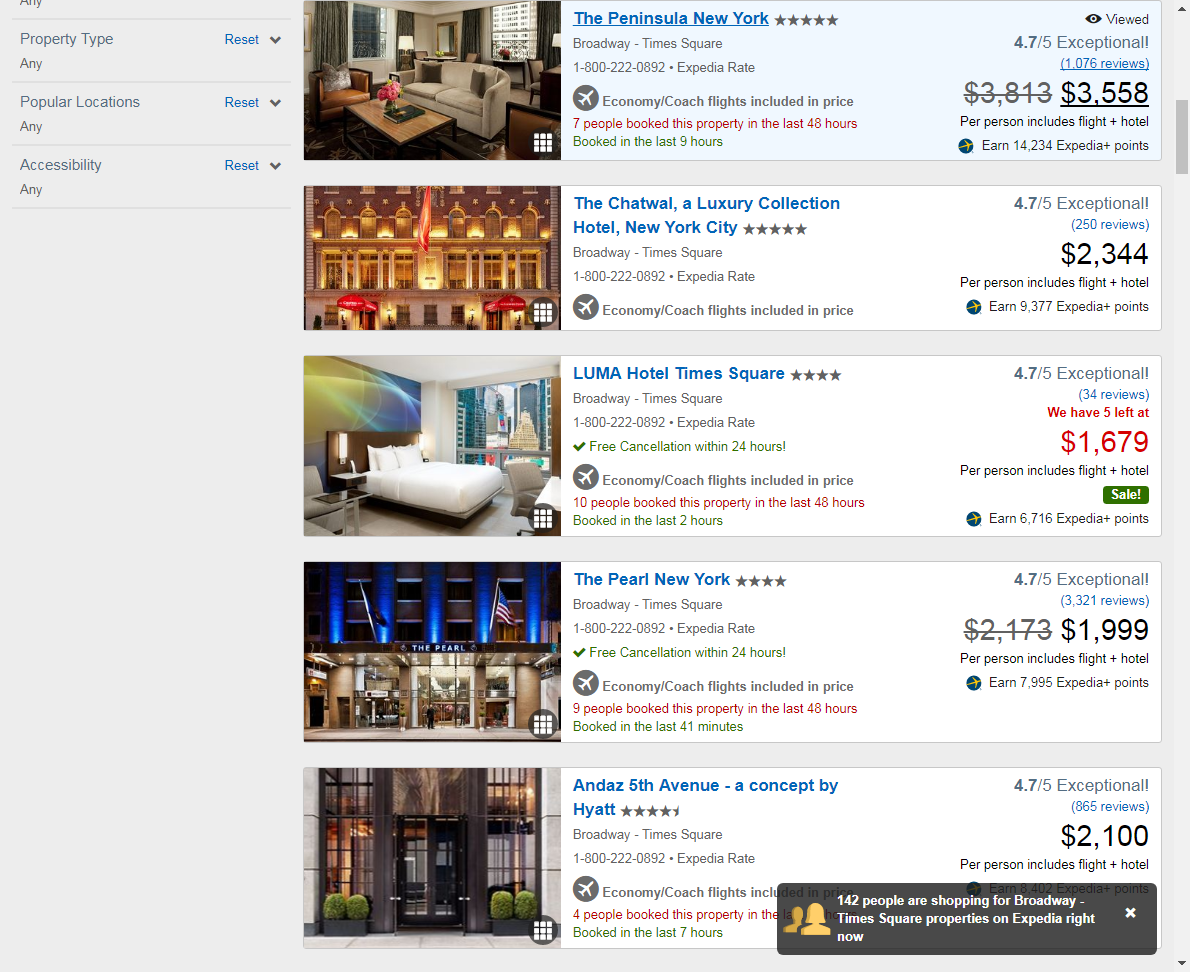 Any
Property Type Reset
Any
Popular Locations Reset
Any
Accessibility Reset
Any
The Peninsula New York
Viewed
Broadway - Times Square
4.7/5 Exceptional!
1-800-222-0892 • Expedia Rate
(1,076 reviews)
$3,813 $3,558
Economy/Coach flights included in price
Per person includes flight + hotel
7 people booked this property in the last 48 hours
Booked in the last 9 hours
Earn 14,234 Expedia+ points
The Chatwal, a Luxury Collection
Hotel, New York City
4.7/5 Exceptional!
(250 reviews)
Broadway - Times Square
$2,344
1-800-222-0892 • Expedia Rate
Per person includes flight + hotel
Economy/Coach flights included in price
Earn 9,377 Expedia+ points
LUMA Hotel Times Square
4.7/5 Exceptional!
Broadway - Times Square
(34 reviews)
We have 5 left at
1-800-222-0892 • Expedia Rate
$1,679
Free Cancellation within 24 hours!
Per person includes flight + hotel
Economy/Coach flights included in price
Sale!
10 people booked this property in the last 48 hours
Booked in the last 2 hours
Earn 6,716 Expedia+ points
THE PEARL
The Pearl New York
4.7/5 Exceptional!
Broadway - Times Square
(3,321 reviews)
1-800-222-0892 • Expedia Rate
$2,173 $1,999
Free Cancellation within 24 hours!
Per person includes flight + hotel
Economy/Coach flights included in price
Earn 7,995 Expedia+ points
9 people booked this property in the last 48 hours
Booked in the last 41 minutes
Andaz 5th Avenue - a concept by
Hyatt
4.7/5 Exceptional!
(865 reviews)
Broadway - Times Square
$2,100
1-800-222-0892 • Expedia Rate
Per person includes flight + hotel
Economy/Coach flights included in price
Earn 8,402 Expedia+ points
4 people booked this property in the last 48 hours
Booked in the last 7 hours
142 people are shopping for Broadway -
Times Square properties on Expedia right
now